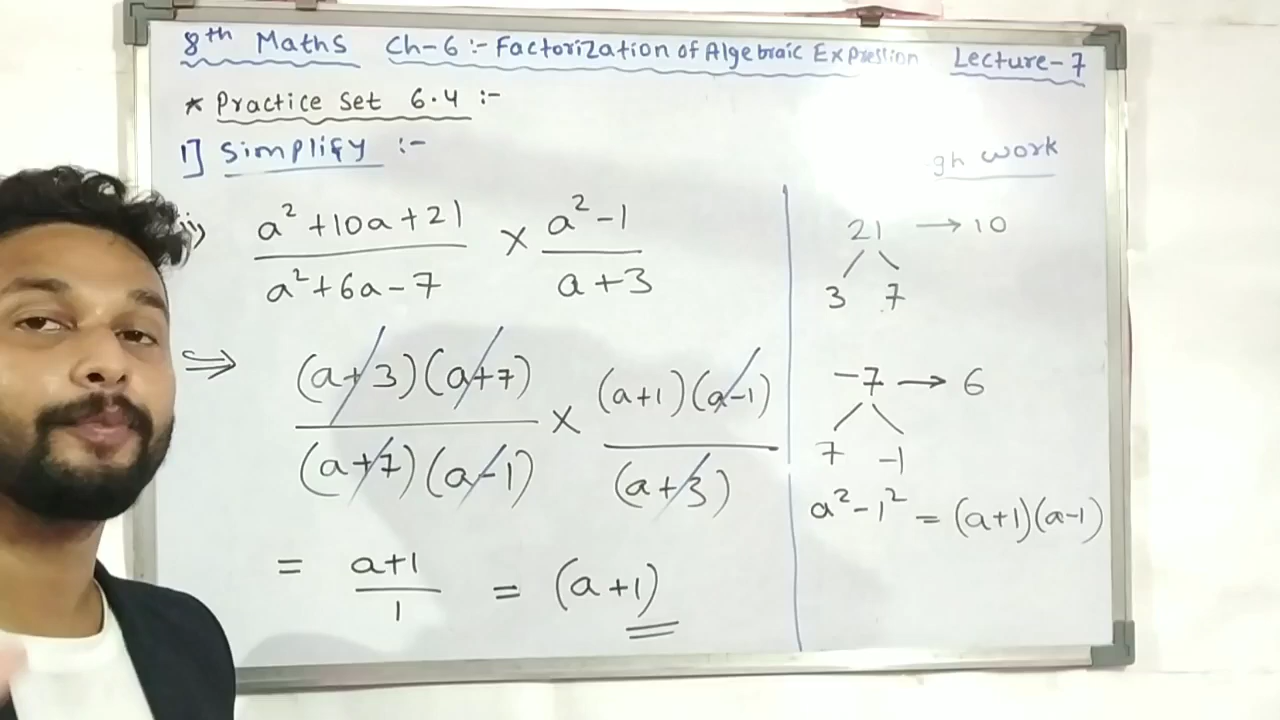 8th Maths Ch-6 :- Factorization of Algebraic Expression Lecture-7
* Practice Set 6.4 :-
1] Simplify :-
gh work
a²+10a+21 / a²+6a-7 × a²-1 / a+3
⇒ (a+3)(a+7) / (a+7)(a-1) × (a+1)(a-1) / (a+3)
= a+1 / 1 = (a+1)
21 → 10
3 7
-7 → 6
7 -1
a²-1² = (a+1)(a-1)